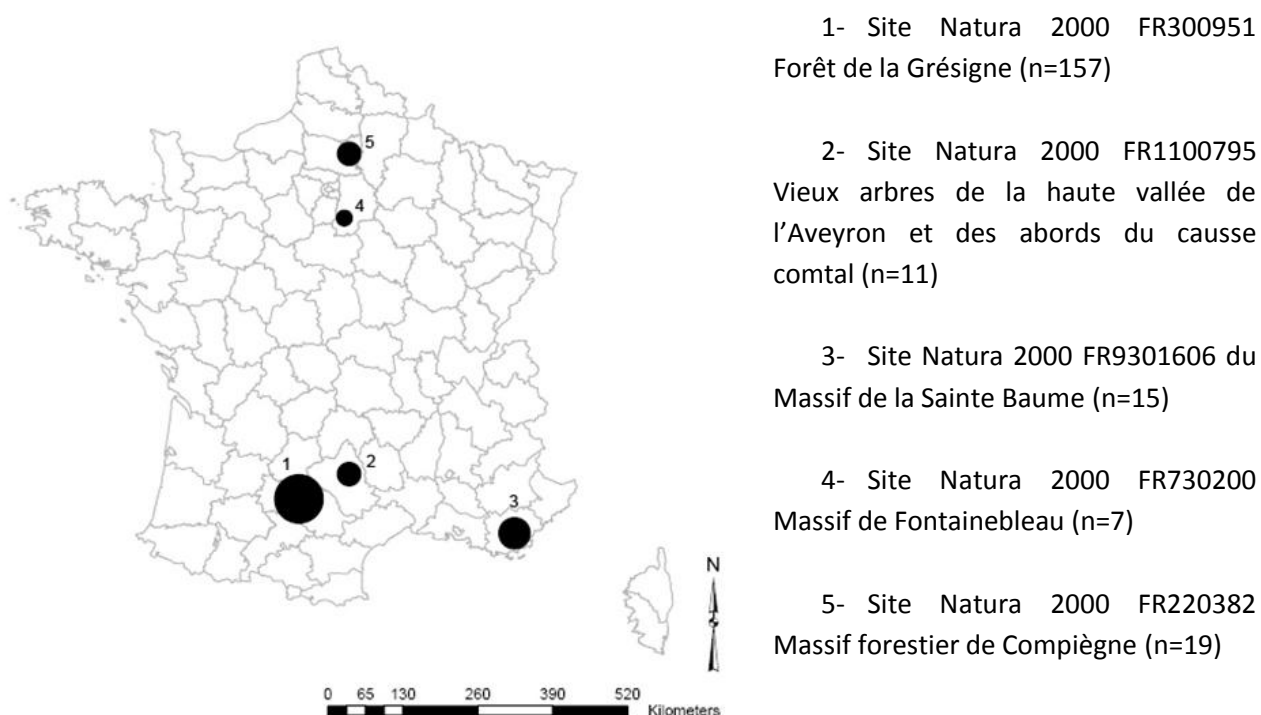 1- Site Natura 2000 FR300951
Forêt de la Grésigne (n=157)
2- Site Natura 2000 FR1100795
Vieux arbres de la haute vallée de
l’Aveyron et des abords du causse
comtal (n=11)
3- Site Natura 2000 FR9301606 du
Massif de la Sainte Baume (n=15)
4- Site Natura 2000 FR730200
Massif de Fontainebleau (n=7)
5- Site Natura 2000 FR220382
Massif forestier de Compiègne (n=19)
5
4
1
2
3
N
0 65 130 260 390 520
Kilometers